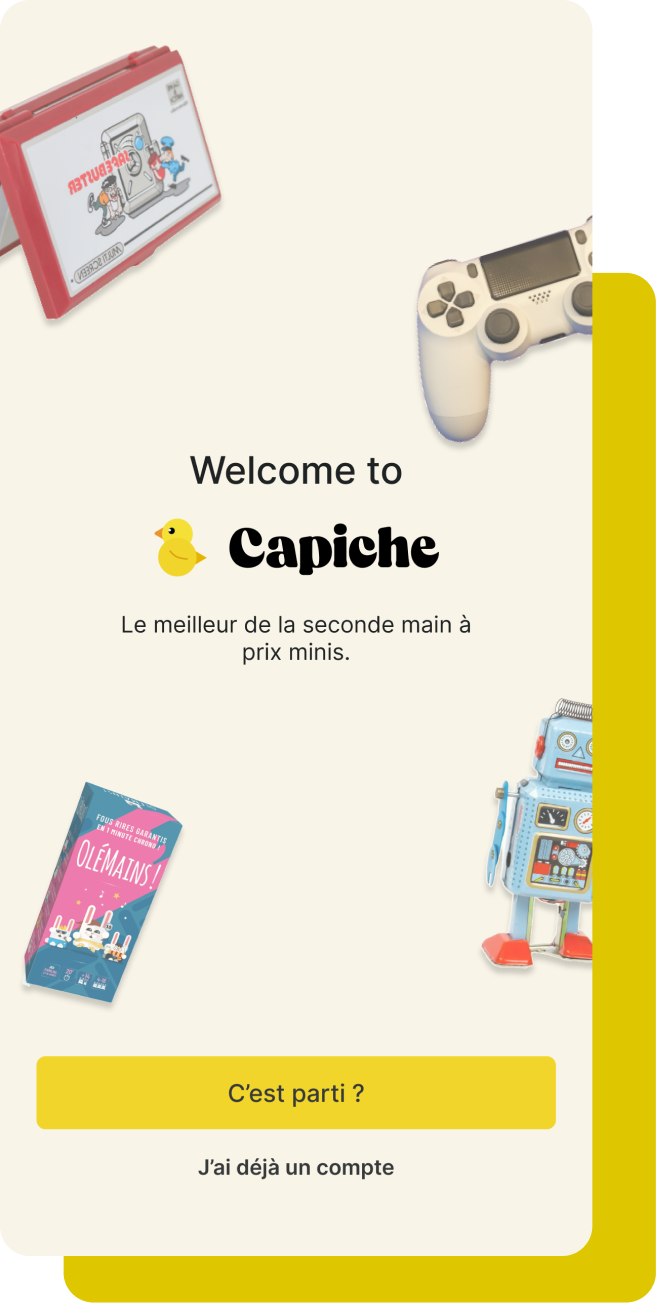 SAFEBUSTER
MULTI SCREEN
Welcome to
Capiche
Le meilleur de la seconde main à
prix minis.
FOUS RIRES GARANTIS
EN 1 MINUTE CHRONO !
OLÉMAINS !
C’est parti ?
J’ai déjà un compte